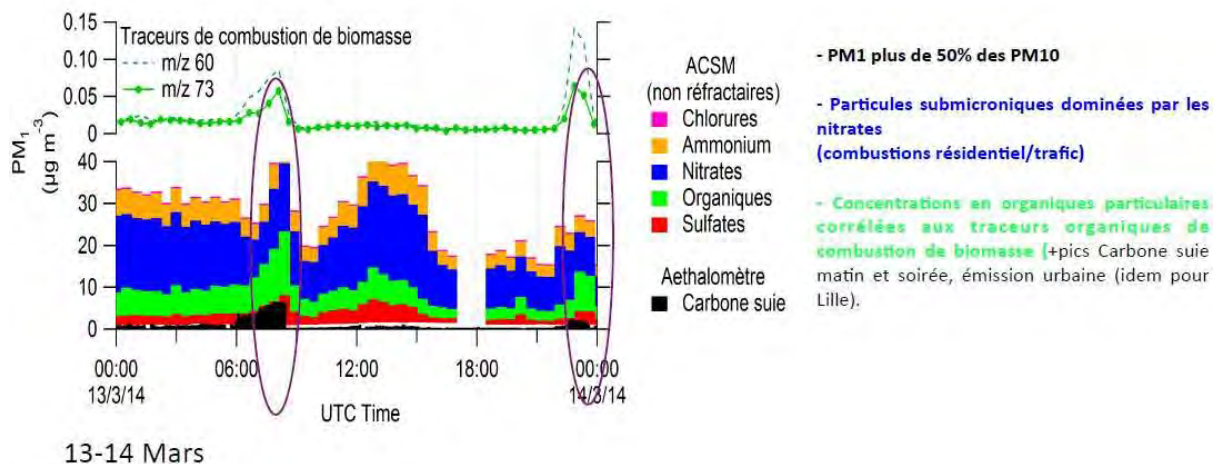 0.15
0.10
0.05
0
Traceurs de combustion de biomasse
m/z 60
m/z 73
PM1
(µg m-3)
40
30
20
10
0
00:00
13/3/14
06:00
12:00
18:00
00:00
14/3/14
UTC Time
ACSM
(non réfractaires)
Chlorures
Ammonium
Nitrates
Organiques
Sulfates
Aethalomètre
Carbone suie
- PM1 plus de 50% des PM10
- Particules submicroniques dominées par les
nitrates
(combustions résidentiel/trafic)
- Concentrations en organiques particulaires
corrélées aux traceurs organiques de
combustion de biomasse (+pics Carbone suie
matin et soirée, émission urbaine (idem pour
Lille).
13-14 Mars